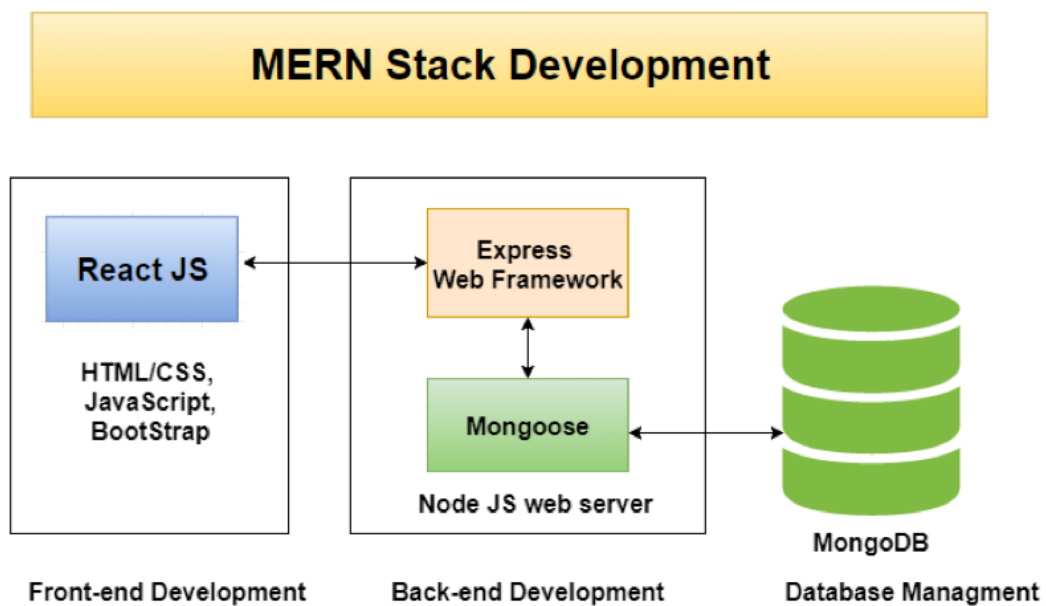 MERN Stack Development
React JS
HTML/CSS,
JavaScript,
BootStrap
Express
Web Framework
Mongoose
Node JS web server
MongoDB
Front-end Development
Back-end Development
Database Managment